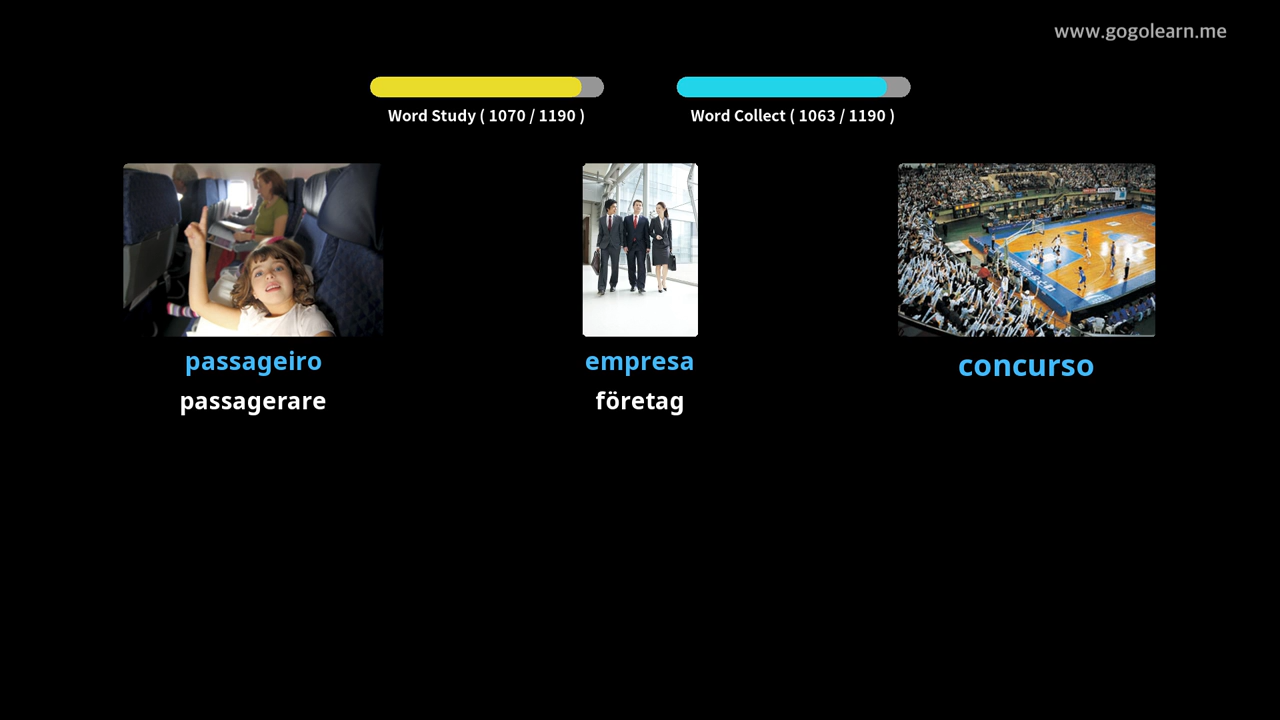 www.gogolearn.me
Word Study ( 1070 / 1190 )
Word Collect ( 1063 / 1190 )
passageiro
passagerare
empresa
företag
concurso